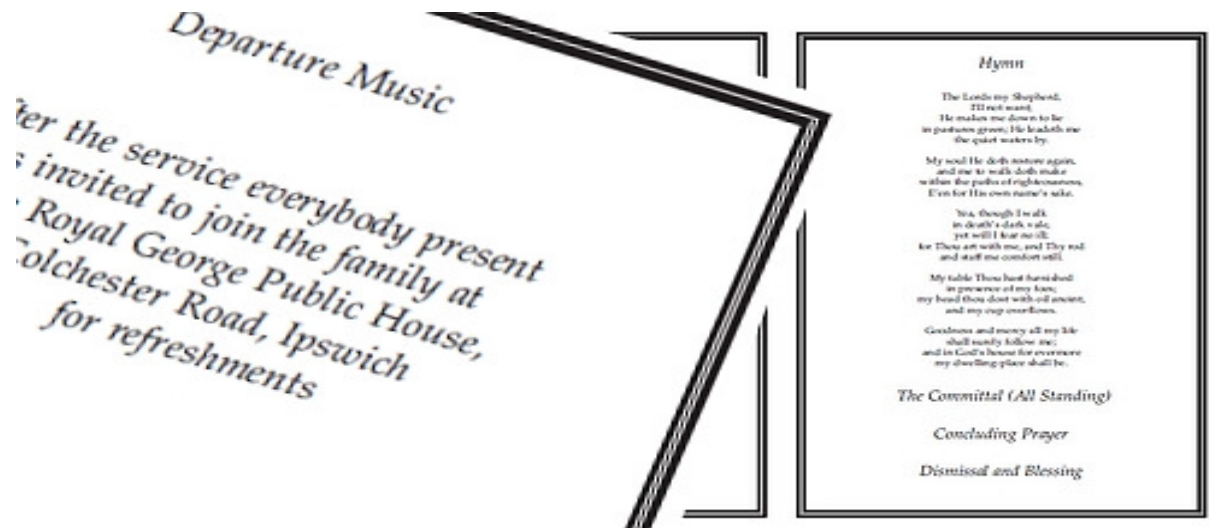 Departure Music
the service everybody present
invited to join the family at
Royal George Public House,
Road, Ipswich
for refreshments
Hymn
The Lords my Shepherd,
I'll not want;
He makes me down to lie
in pastures green; He leadeth me
the quiet waters by.
My soul He doth restore again,
and me to walk doth make
within the paths of righteousness,
E'en for His own name's sake.
Yea, though I walk
in death's dark vale;
yet will I fear no ill;
for Thou art with me, and Thy rod
and staff me comfort still.
My table Thou hast furnished
in presence of my foes;
my head thou dost with oil anoint,
and my cup overflows.
Goodness and mercy all my life
shall surely follow me;
and in God's house for evermore
my dwelling-place shall be.
The Committal (All Standing)
Concluding Prayer
Dismissal and Blessing